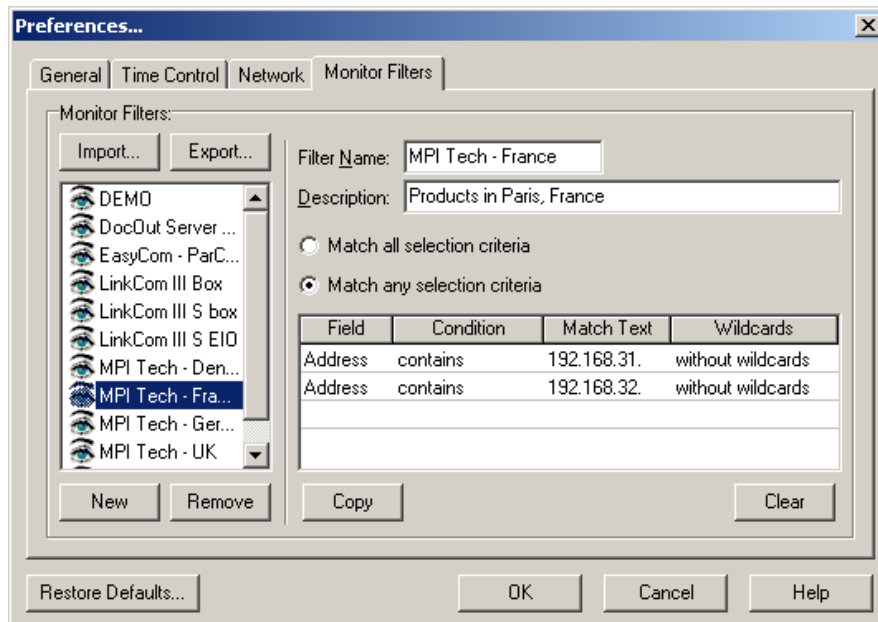 Preferences...
General
Time Control
Network
Monitor Filters
Monitor Filters:
Import...
Export...
DEMO
DocOut Server ...
EasyCom - ParC...
LinkCom III Box
LinkCom III S box
LinkCom III S EIO
MPI Tech - Den...
MPI Tech - Fra...
MPI Tech - Ger...
MPI Tech - UK
New
Remove
Filter Name: MPI Tech - France
Description: Products in Paris, France
Match all selection criteria
Match any selection criteria
Field Condition Match Text Wildcards
Address contains 192.168.31. without wildcards
Address contains 192.168.32. without wildcards
Copy
Clear
Restore Defaults...
OK
Cancel
Help